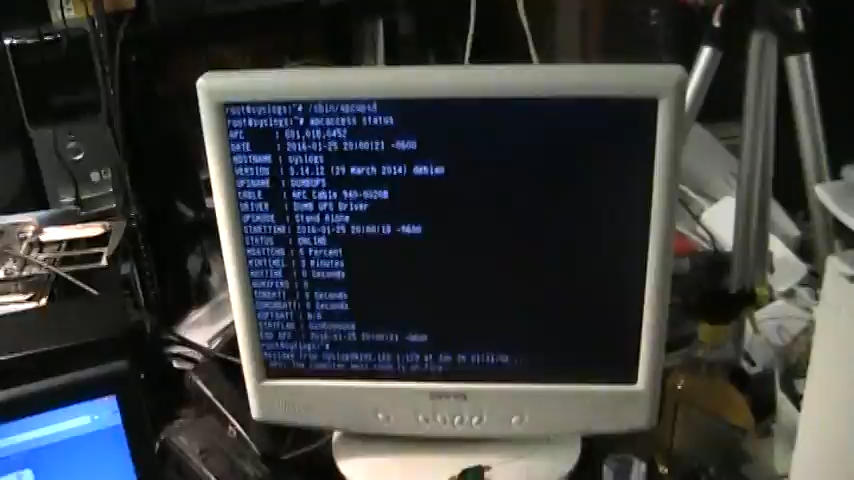 root@syslogs:~# /sbin/apcupsd
root@syslogs:~# apcaccess status
APC : 001,018,0452
DATE : 2016-01-25 20:00:21 -0600
HOSTNAME : syslogs
VERSION : 3.14.12 (29 March 2014) debian
UPSNAME : DUMBUPS
CABLE : APC Cable 940-0020B
DRIVER : DUMB UPS Driver
UPSMODE : Stand Alone
STARTTIME: 2016-01-25 20:00:18 -0600
STATUS : ONLINE
MBATTCHG : 5 Percent
MINTIMEL : 3 Minutes
MAXTIME : 0 Seconds
NUMXFERS : 0
TONBATT : 0 Seconds
CUMONBATT: 0 Seconds
XOFFBATT : N/A
STATFLAG :
END APC : 2016-01-25 20:00:21 -0600
root@syslogs:~#